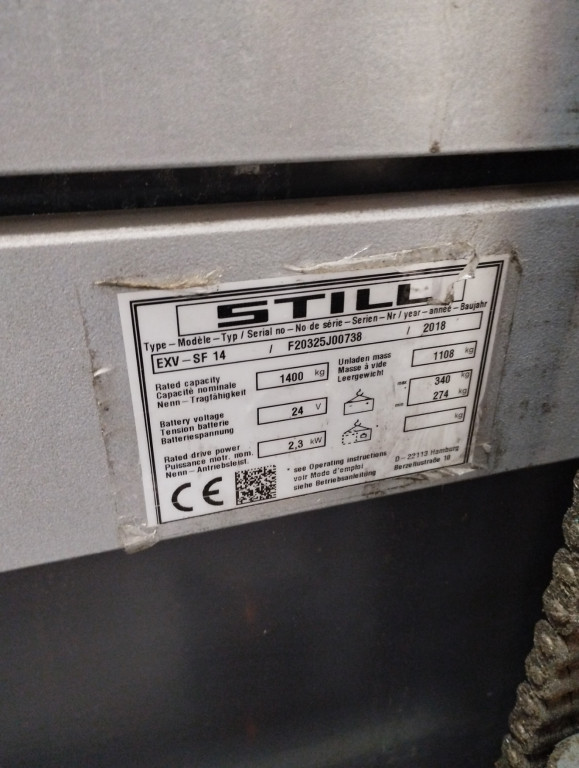 STILL
Type – Modèle – Typ / Serial no – No de série – Serien – Nr / year – année – Baujahr
EXV – SF 14 / F20325J00738 / 2018
Rated capacity
Capacité nominale
Nenn – Tragfähigkeit
1400 kg
Unladen mass
Masse à vide
Leergewicht
1108 kg
Battery voltage
Tension batterie
Batteriespannung
24 V
max 340 kg
min 274 kg
Rated drive power
Puissance motr. nom.
Nenn – Antriebsleist.
2,3 kW
* kg
CE
* see Operating instructions
voir Mode d'emploi
siehe Betriebsanleitung
D – 22113 Hamburg
Berzeliusstraße 10